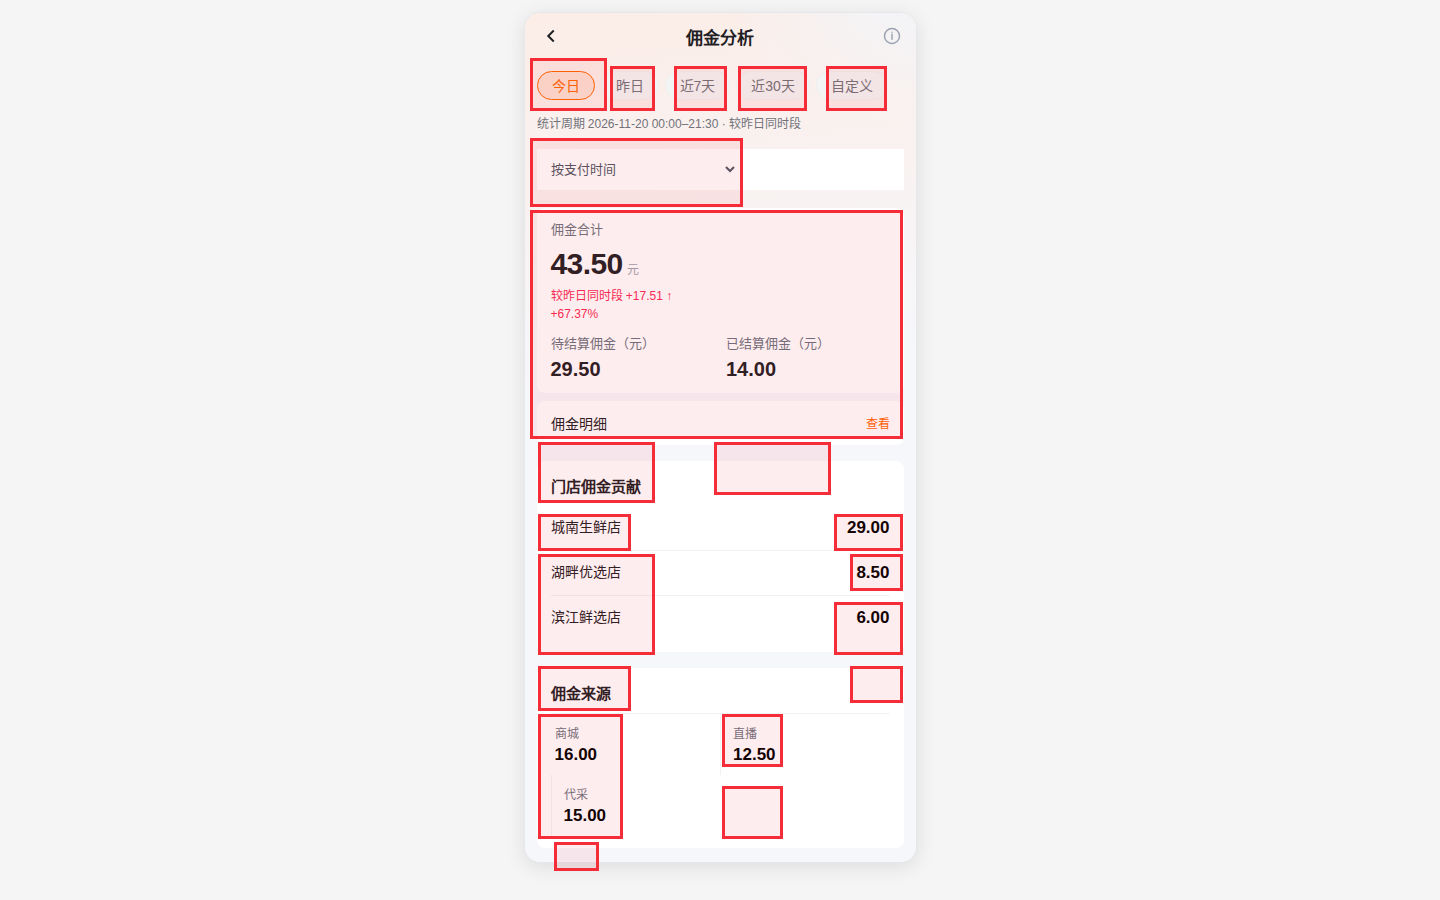 佣金分析
今日 昨日 近7天 近30天 自定义
统计周期 2026-11-20 00:00–21:30 · 较昨日同时段
按支付时间
佣金合计
43.50 元
较昨日同时段 +17.51 ↑
+67.37%
待结算佣金（元） 已结算佣金（元）
29.50 14.00
佣金明细 查看
门店佣金贡献
城南生鲜店 29.00
湖畔优选店 8.50
滨江鲜选店 6.00
佣金来源
商城 直播
16.00 12.50
代采
15.00